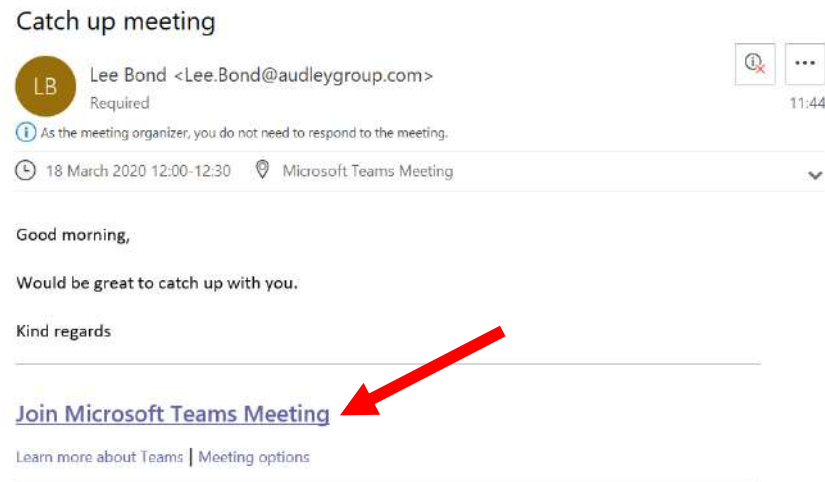 Catch up meeting
LB
Lee Bond <Lee.Bond@audleygroup.com>
Required
11:44
As the meeting organizer, you do not need to respond to the meeting.
18 March 2020 12:00-12:30 Microsoft Teams Meeting
Good morning,
Would be great to catch up with you.
Kind regards
Join Microsoft Teams Meeting
Learn more about Teams | Meeting options